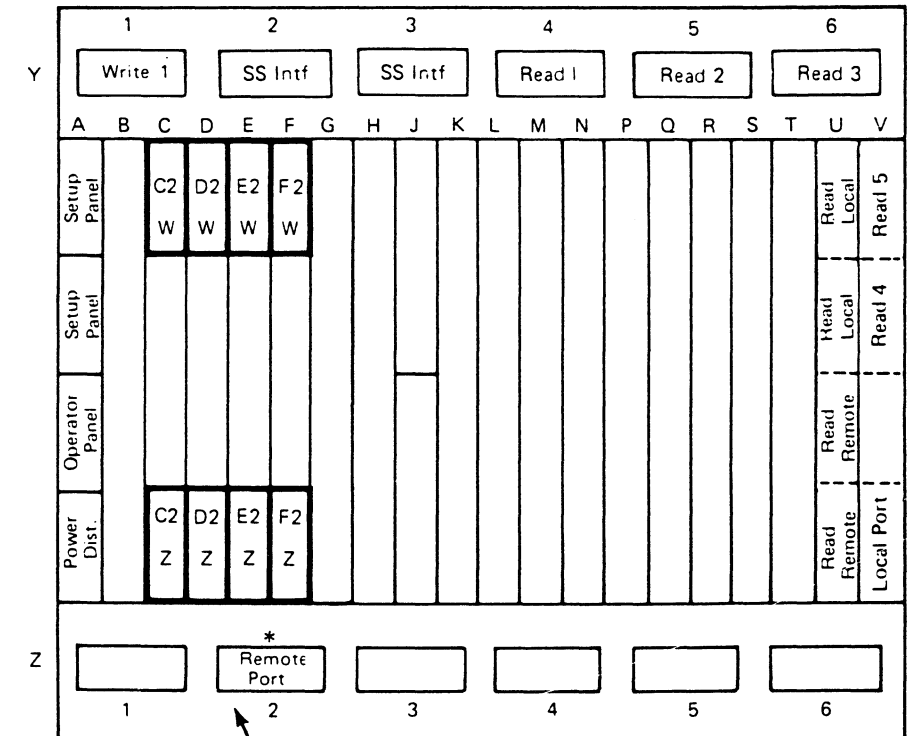 1 2 3 4 5 6
Y Write 1 SS Intf SS Intf Read 1 Read 2 Read 3
A B C D E F G H J K L M N P Q R S T U V
Setup
Panel
C2 D2 E2 F2
W W W W
Read
Local
Read 5
Setup
Panel
Read
Local
Read 4
Operator
Panel
Read
Remote
Power
Dist.
C2 D2 E2 F2
Z Z Z Z
Read
Remote
Local Port
*
Z Remote
Port
1 2 3 4 5 6